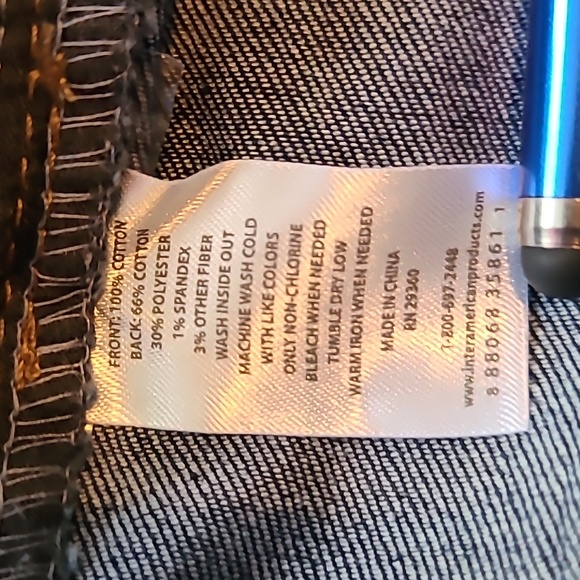 FRONT: 100% COTTON
BACK: 66% COTTON
30% POLYESTER
1% SPANDEX
3% OTHER FIBER
WASH INSIDE OUT
MACHINE WASH COLD
WITH LIKE COLORS
ONLY NON-CHLORINE
BLEACH WHEN NEEDED
TUMBLE DRY LOW
WARM IRON WHEN NEEDED
MADE IN CHINA
RN 29360
1-800-697-3448
www.interamericanproducts.com
8 88068 35861 1